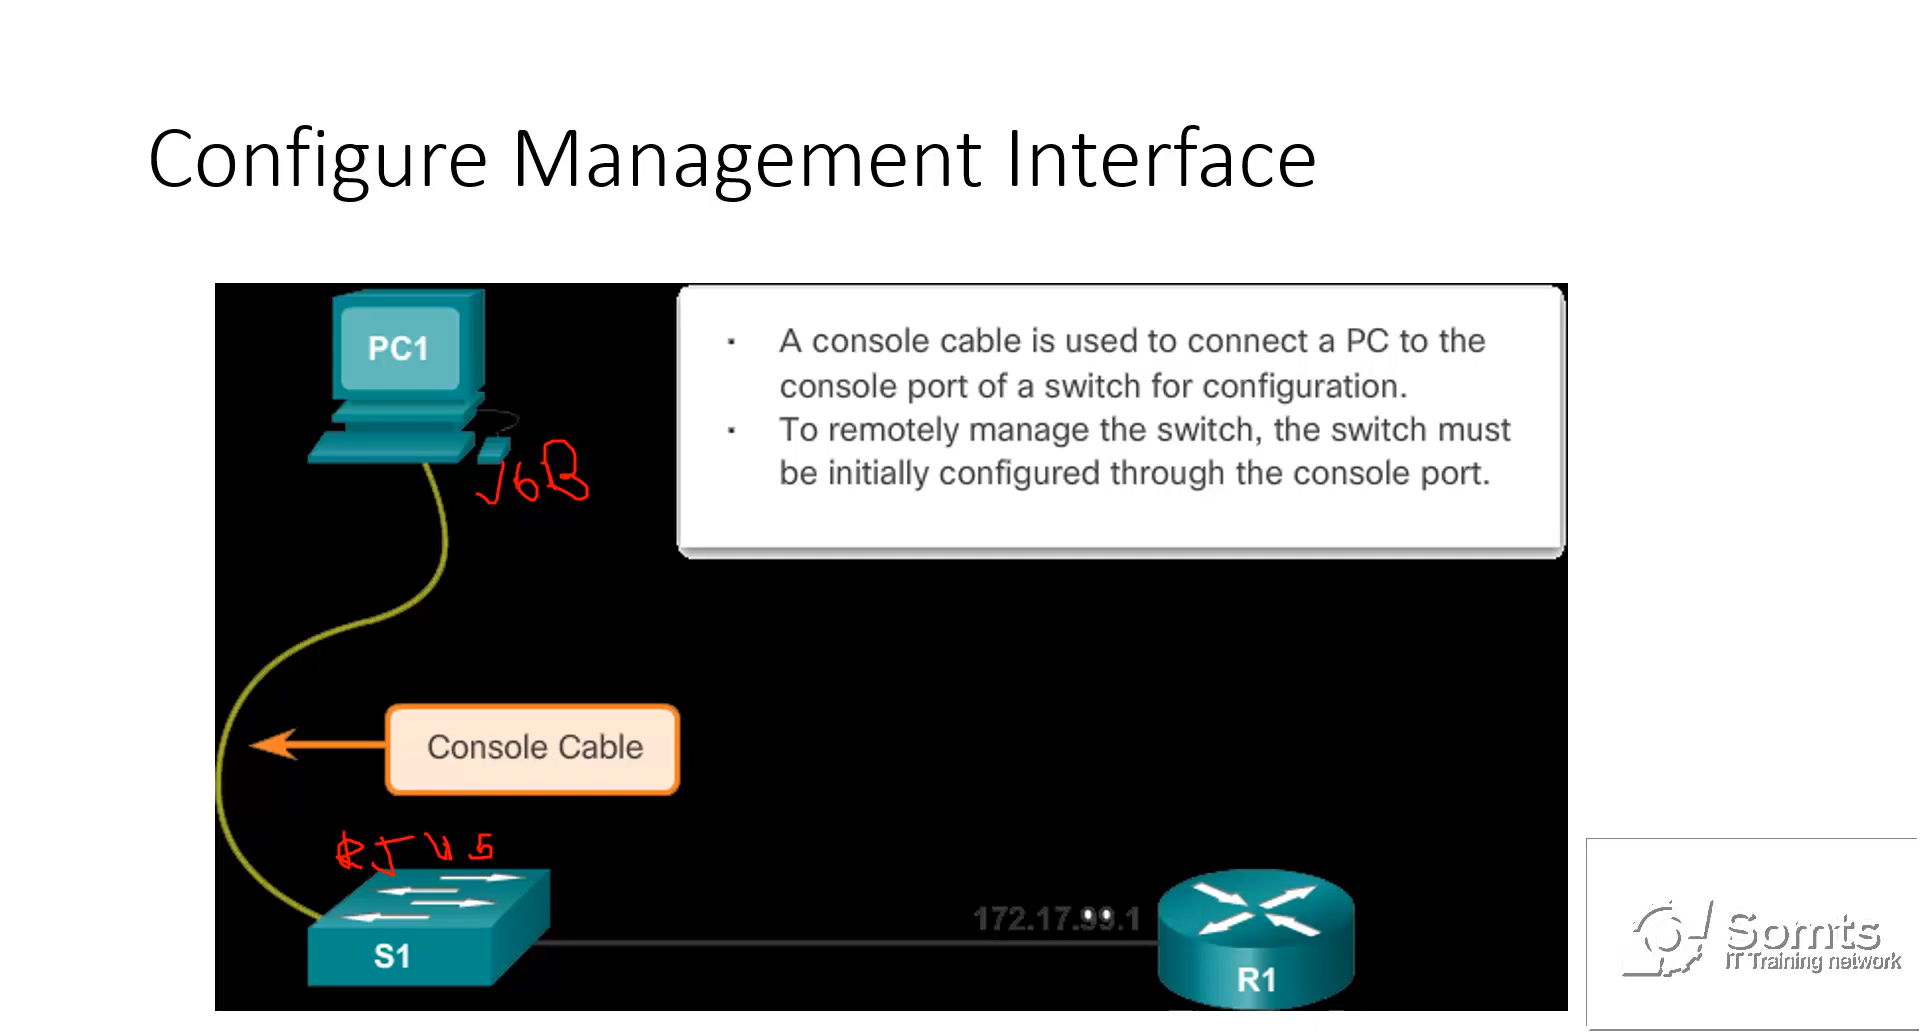 Configure Management Interface
PC1
· A console cable is used to connect a PC to the
console port of a switch for configuration.
· To remotely manage the switch, the switch must
be initially configured through the console port.
Console Cable
172.17.99.1
S1
R1
Somts
IT Training network